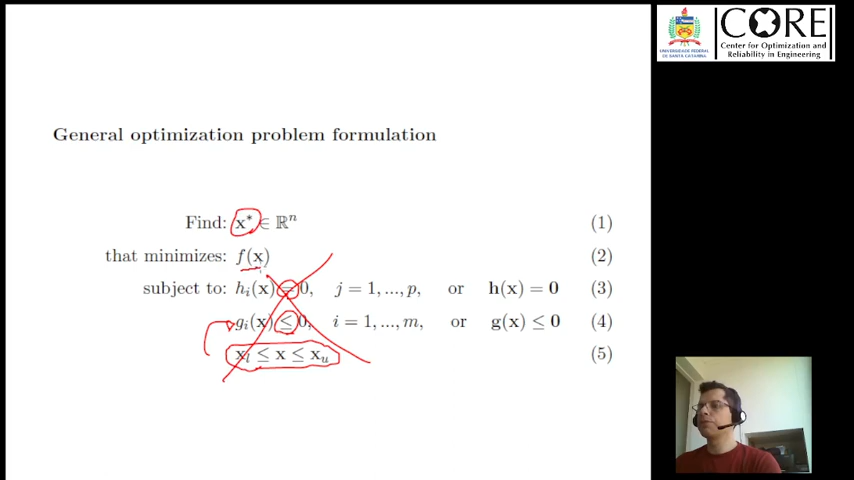 CORE
Center for Optimization and
Reliability in Engineering
UNIVERSIDADE FEDERAL
DE SANTA CATARINA
General optimization problem formulation
Find: x* ∈ ℝⁿ (1)
that minimizes: f(x) (2)
subject to: hᵢ(x) = 0, j = 1, ..., p, or h(x) = 0 (3)
gᵢ(x) ≤ 0, i = 1, ..., m, or g(x) ≤ 0 (4)
xₗ ≤ x ≤ xᵤ (5)